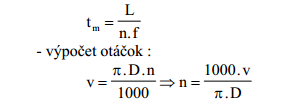 t_m = L / n.f
- výpočet otáčok :
v = π.D.n / 1000 ⇒ n = 1000.v / π.D